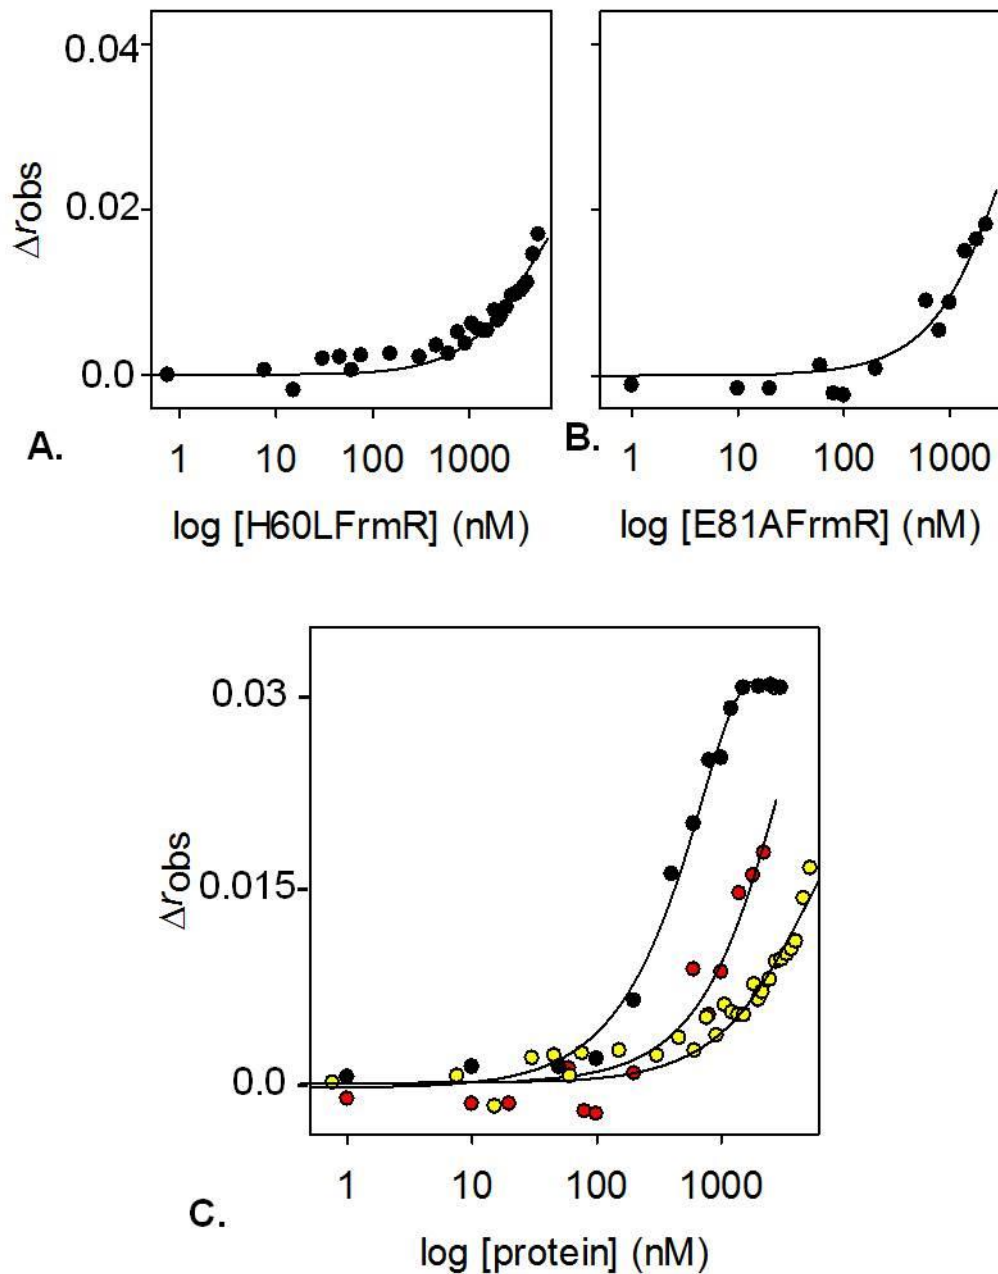 0.04
0.02
0.0
Δrobs
A.
1 10 100 1000
log [H60LFrmR] (nM)
B.
1 10 100 1000
log [E81AFrmR] (nM)
0.03
0.015
0.0
Δrobs
1 10 100 1000
C.
log [protein] (nM)